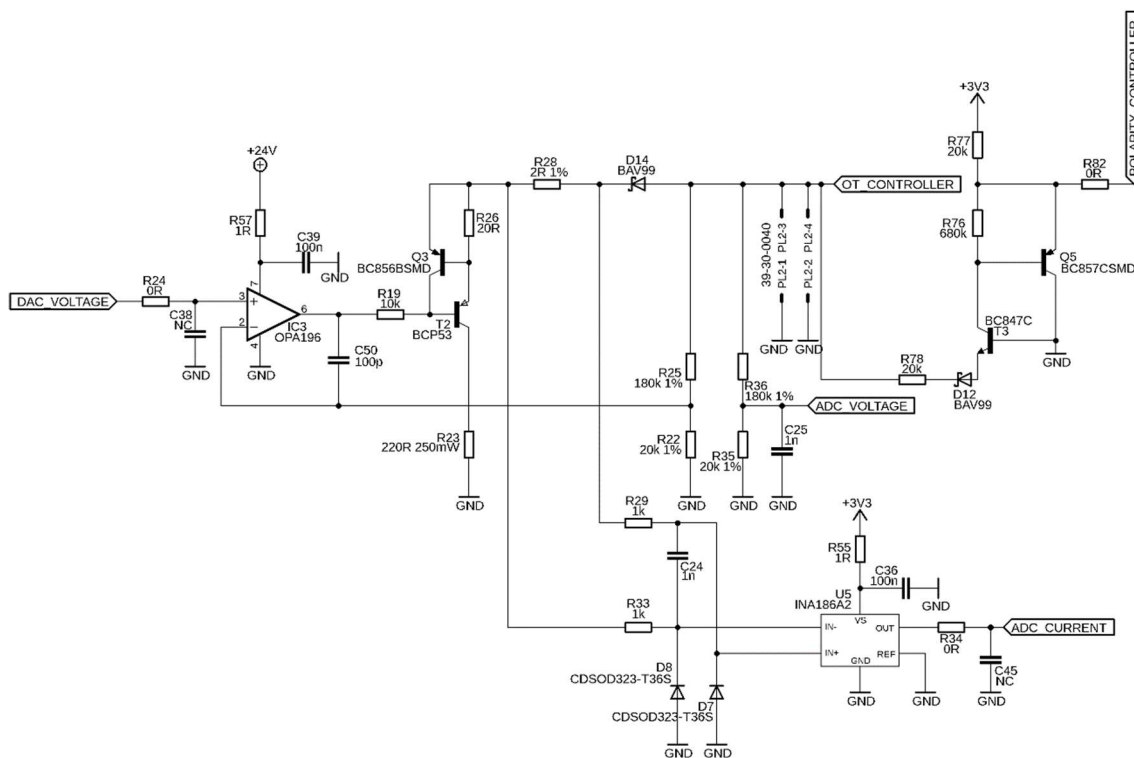 POLARITY_CONTROLLER
+3V3
R77
20k
R82
0R
+24V
R28
2R 1%
D14
BAV99
OT_CONTROLLER
R57
1R
C39
100n
GND
R26
20R
Q3
BC856BSMD
39-30-0040
PL2-1 PL2-3
PL2-2 PL2-4
R76
680k
Q5
BC857CSMD
DAC_VOLTAGE
R24
0R
C38
NC
7
3
+
2
-
6
4
IC3
OPA196
R19
10k
T2
BCP53
BC847C
T3
GND
GND
GND
C50
100p
GND
GND
R25
180k 1%
R36
180k 1%
R78
20k
D12
BAV99
ADC_VOLTAGE
R23
220R 250mW
R22
20k 1%
R35
20k 1%
C25
1n
GND
GND
GND
GND
R29
1k
+3V3
C24
1n
R55
1R
C36
100n
GND
U5
INA186A2
R33
1k
VS
IN-
OUT
IN+
REF
GND
R34
0R
ADC_CURRENT
C45
NC
D8
CDSOD323-T36S
D7
CDSOD323-T36S
GND
GND
GND
GND
GND